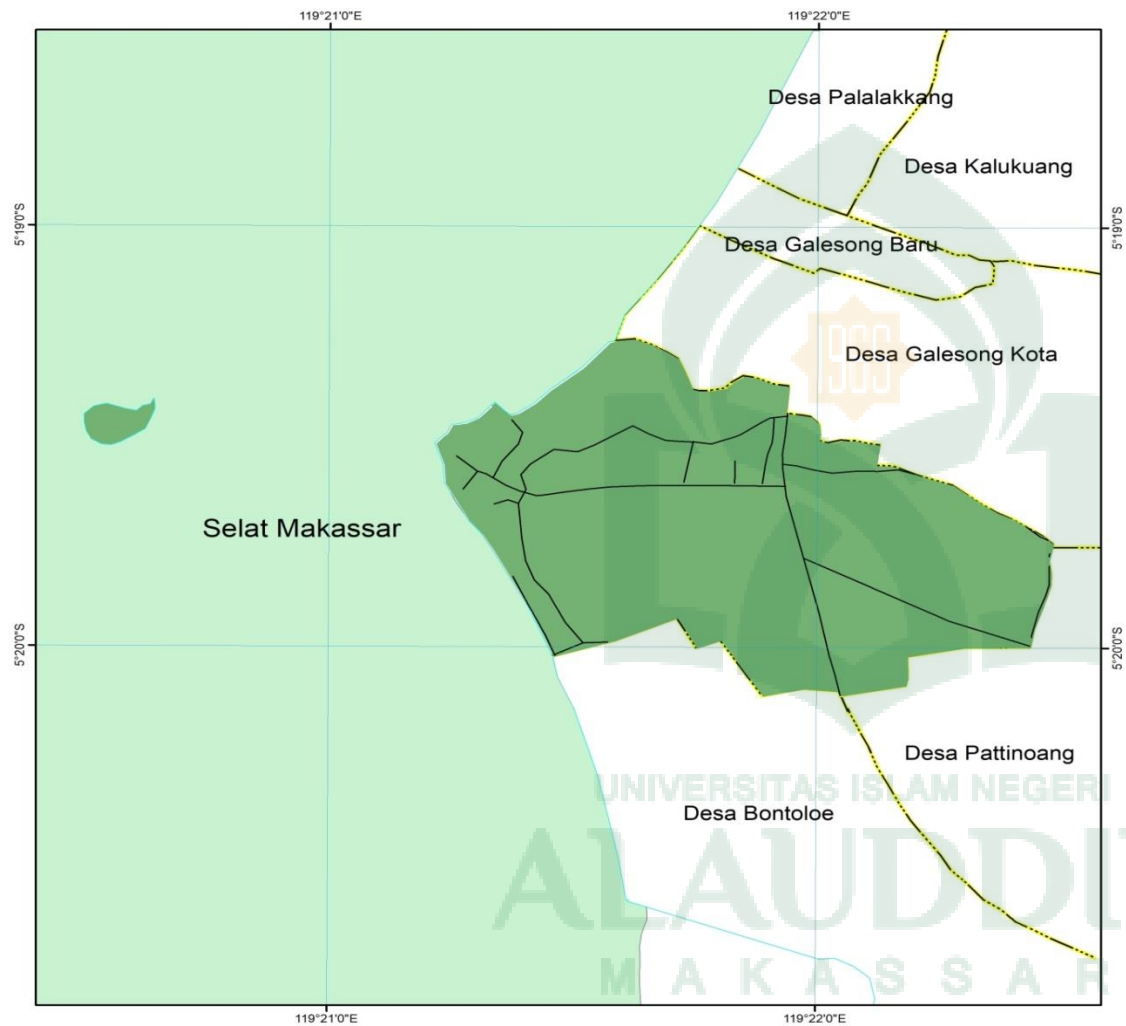 119°21'0"E
119°22'0"E
Desa Palalakkang
Desa Kalukuang
5°19'0"S
5°19'0"S
Desa Galesong Baru
Desa Galesong Kota
Selat Makassar
5°20'0"S
5°20'0"S
Desa Pattinoang
UNIVERSITAS ISLAM NEGERI
Desa Bontoloe
ALAUDDI
MAKASSAR
119°21'0"E
119°22'0"E